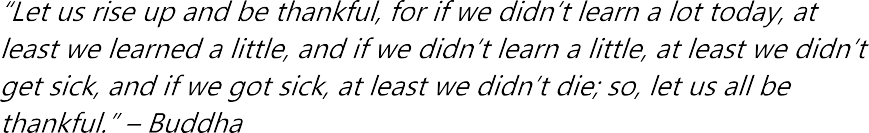 “Let us rise up and be thankful, for if we didn’t learn a lot today, at
least we learned a little, and if we didn’t learn a little, at least we didn’t
get sick, and if we got sick, at least we didn’t die; so, let us all be
thankful.” – Buddha